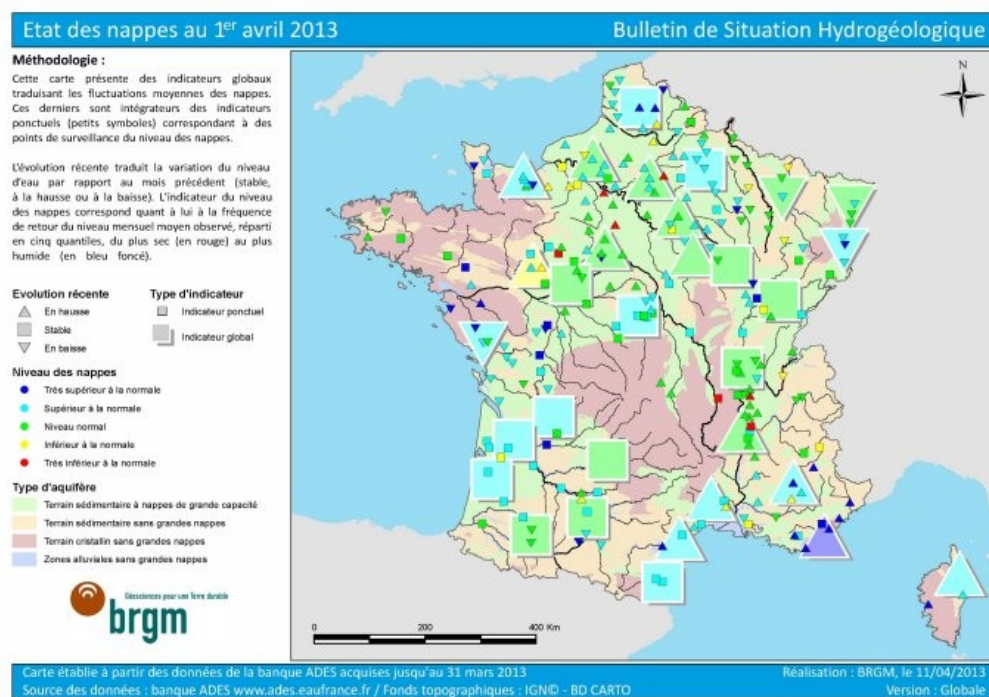 Etat des nappes au 1er avril 2013
Bulletin de Situation Hydrogéologique
Méthodologie :
Cette carte présente des indicateurs globaux
traduisant les fluctuations moyennes des nappes.
Ces derniers sont intégrateurs des indicateurs
ponctuels (petits symboles) correspondant à des
points de surveillance du niveau des nappes.
L'évolution récente traduit la variation du niveau
d'eau par rapport au mois précédent (stable,
à la hausse ou à la baisse). L'indicateur du niveau
des nappes correspond quant à lui à la fréquence
de retour du niveau mensuel moyen observé, réparti
en cinq quantiles, du plus sec (en rouge) au plus
humide (en bleu foncé).
Evolution récente
En hausse
Stable
En baisse
Type d'indicateur
Indicateur ponctuel
Indicateur global
Niveau des nappes
Très supérieur à la normale
Supérieur à la normale
Niveau normal
Inférieur à la normale
Très inférieur à la normale
Type d'aquifère
Terrain sédimentaire à nappes de grande capacité
Terrain sédimentaire sans grandes nappes
Terrain cristallin sans grandes nappes
Zones alluviales sans grandes nappes
Géosciences pour une Terre durable
brgm
N
0 200 400 Km
Carte établie à partir des données de la banque ADES acquises jusqu'au 31 mars 2013
Source des données : banque ADES www.ades.eaufrance.fr / Fonds topographiques : IGN© - BD CARTO
Réalisation : BRGM, le 11/04/2013
Version : Globale